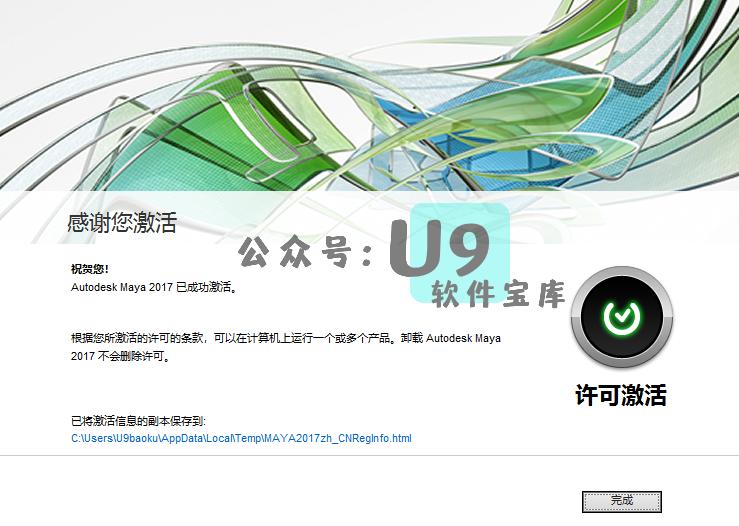 感谢您激活
公众号:U9
软件宝库
祝贺您!
Autodesk Maya 2017 已成功激活。
根据您所激活的许可的条款，可以在计算机上运行一个或多个产品。卸载 Autodesk Maya
2017 不会删除许可。
许可激活
已将激活信息的副本保存到:
C:\Users\U9baoku\AppData\Local\Temp\MAYA2017zh_CNRegInfo.html
完成